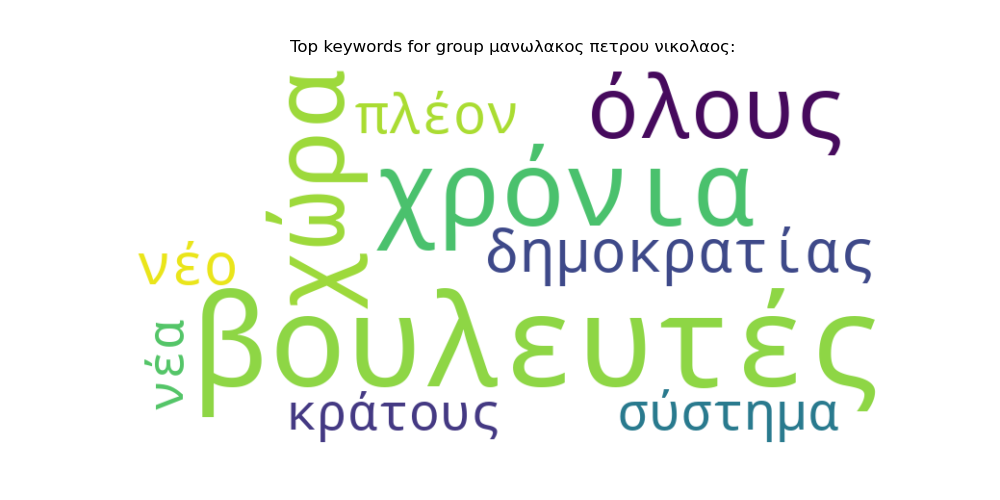 Top keywords for group μανωλακος πετρου νικολαος:
χώρα
πλέον
όλους
χρόνια
δημοκρατίας
νέο
βουλευτές
νέα
κράτους
σύστημα